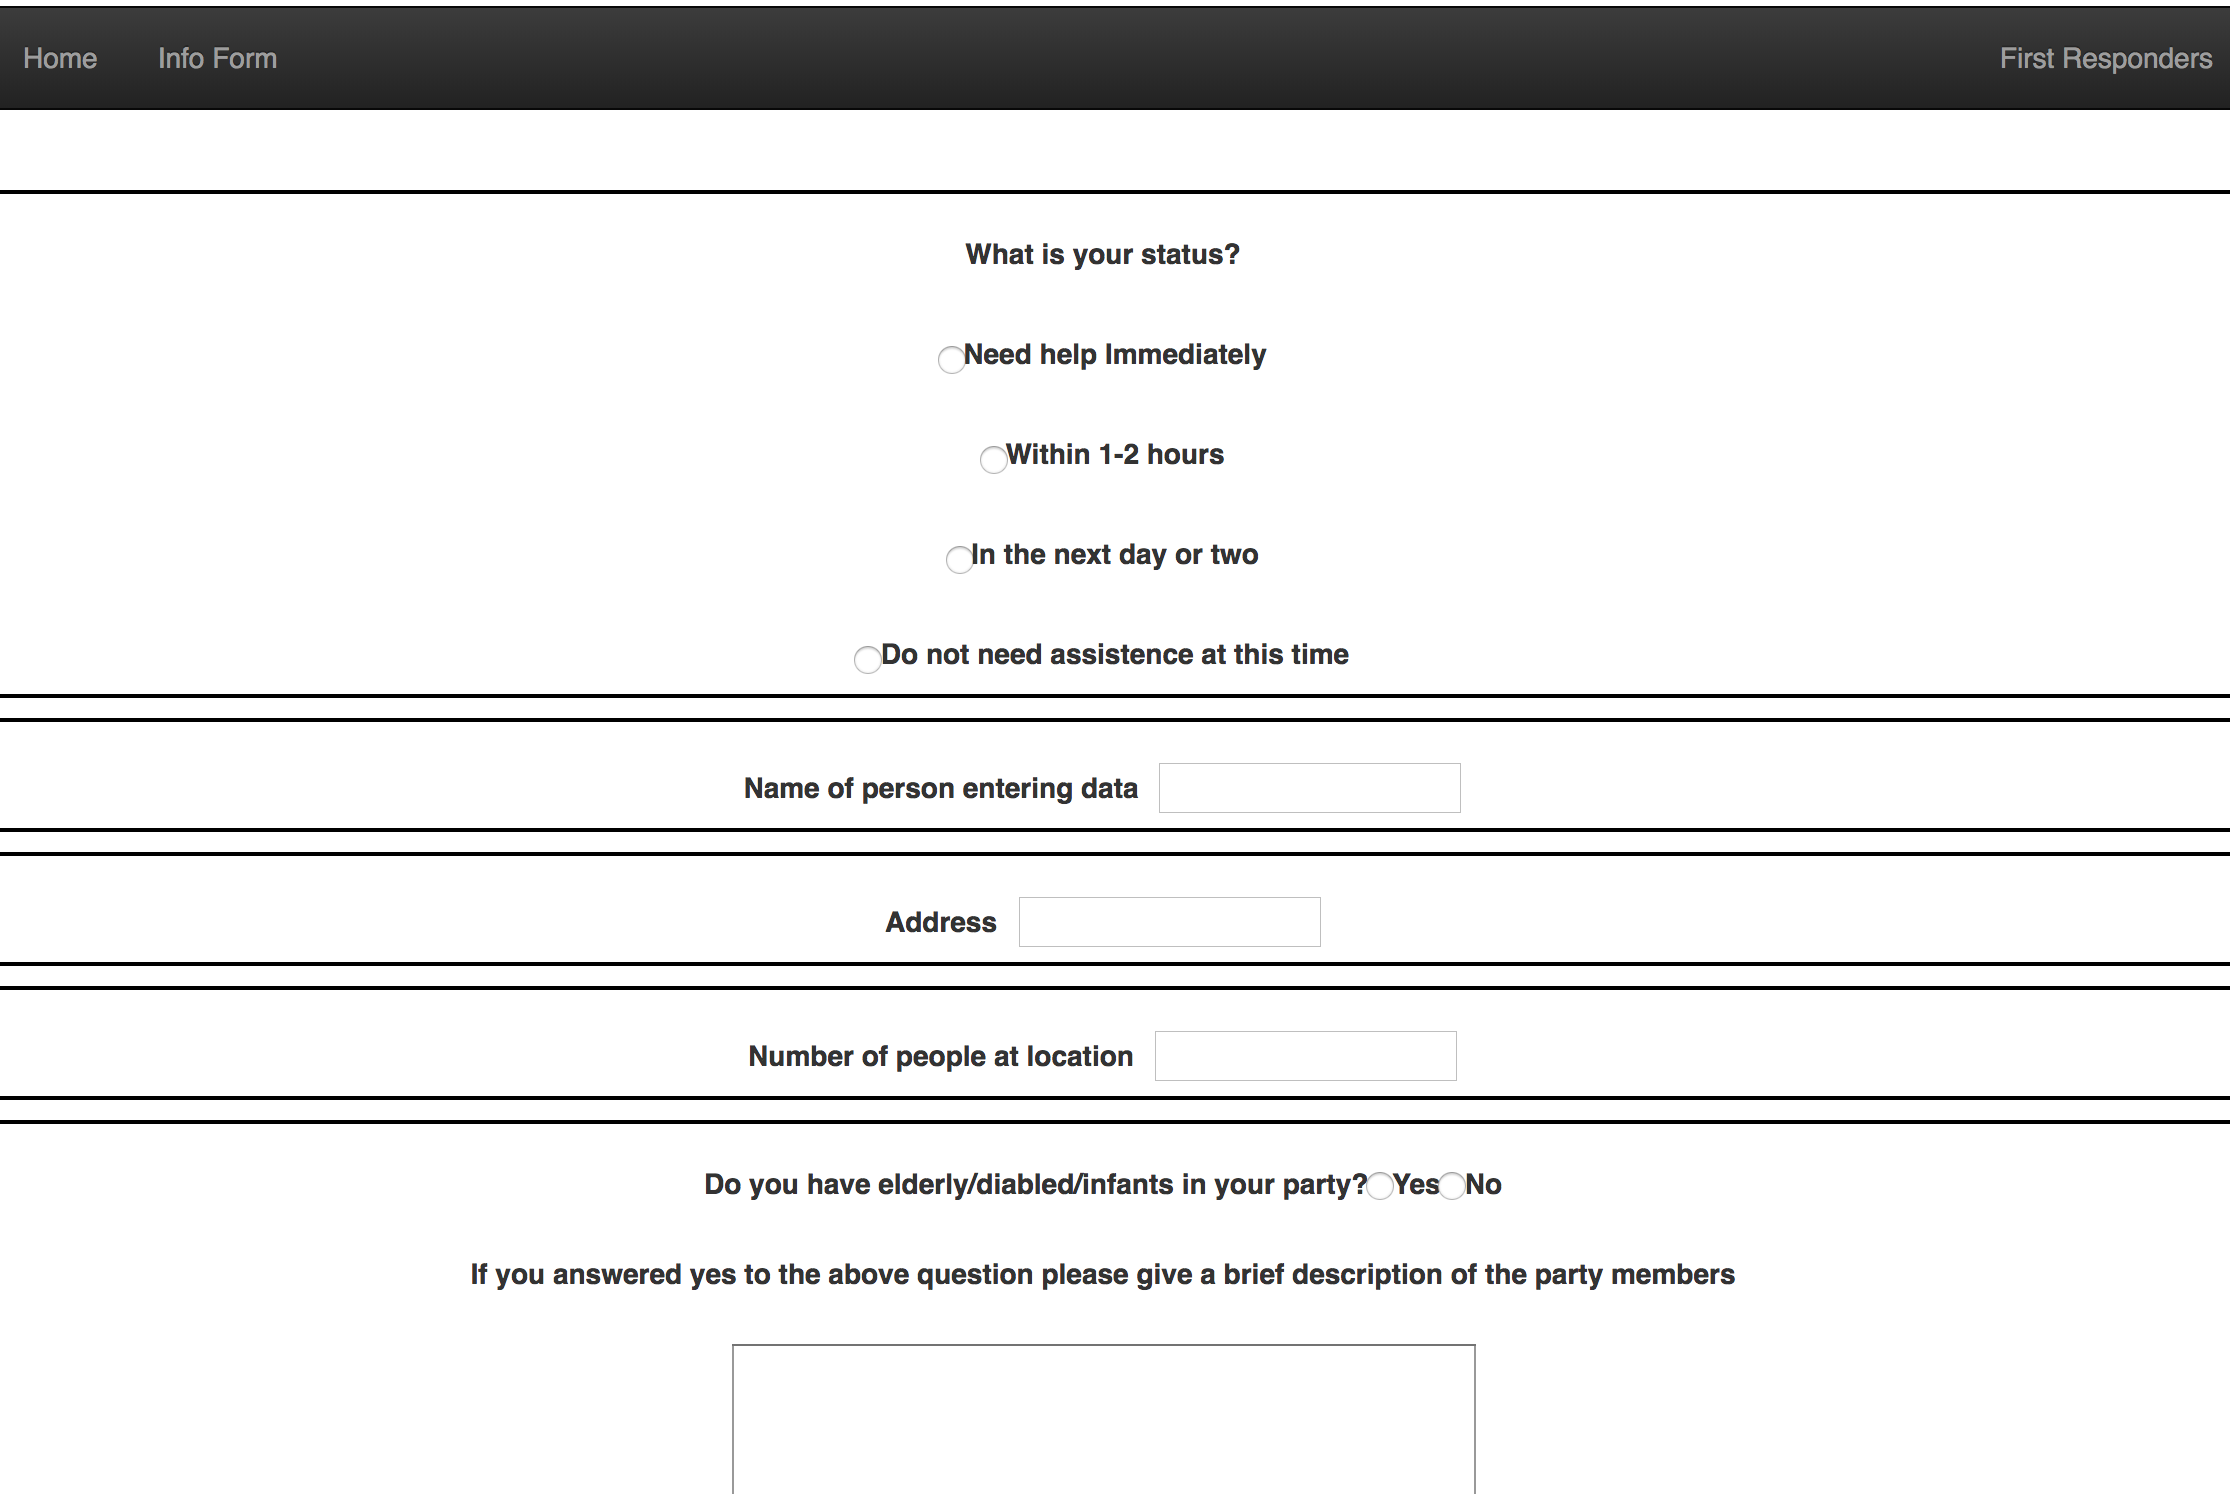 Home Info Form First Responders
What is your status?
Need help Immediately
Within 1-2 hours
In the next day or two
Do not need assistence at this time
Name of person entering data
Address
Number of people at location
Do you have elderly/diabled/infants in your party? Yes No
If you answered yes to the above question please give a brief description of the party members